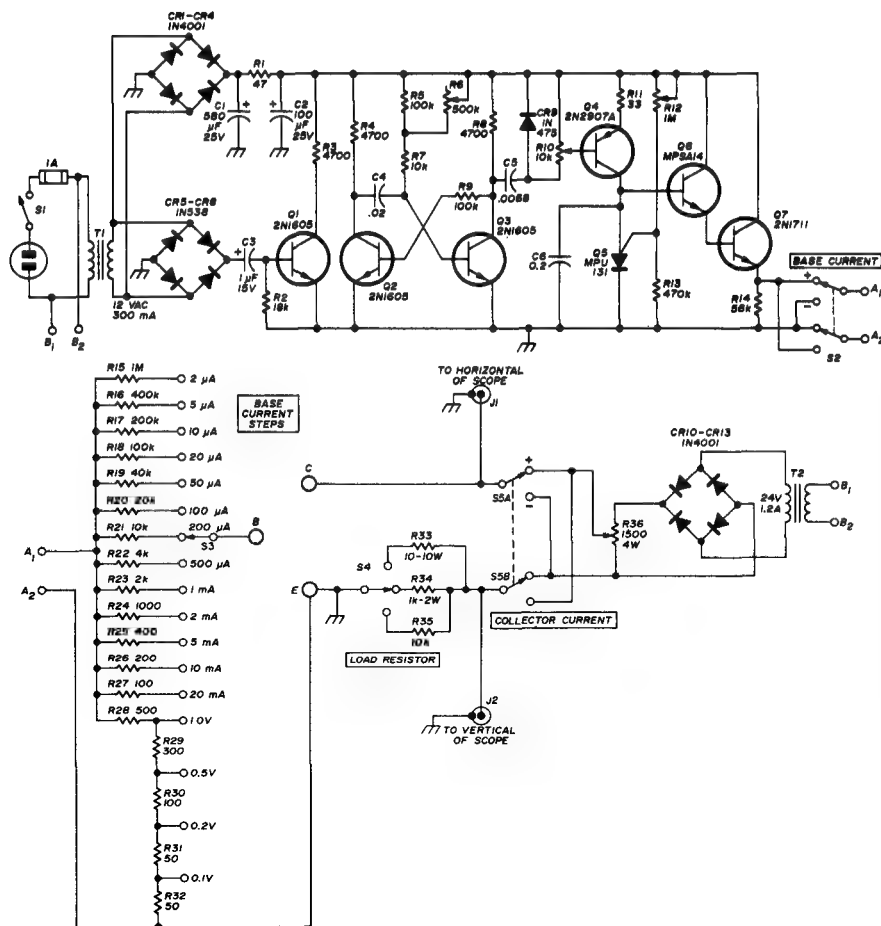 CR1-CR4
1N4001
R1
47
C1
580
μF
25V
C2
100
μF
25V
R3
4700
R4
4700
R5
100k
R6
500k
R7
10k
R8
4700
CR9
1N
475
R10
10k
Q4
2N2907A
R11
33
R12
1M
Q6
MPSA14
Q7
2N1711
1A
S1
T1
CR5-CR8
1N538
C3
1μF
15V
Q1
2N1605
C4
.02
R9
100k
C5
.0068
Q3
2N1605
Q2
2N1605
C6
0.2
Q5
MPU
131
R13
470k
R14
56k
BASE CURRENT
+
-
A1
A2
S2
R2
18k
12 VAC
300 mA
B1
B2
R15 1M
2 μA
R16 400k
5 μA
R17 200k
10 μA
R18 100k
20 μA
R19 40k
50 μA
R20 20k
100 μA
R21 10k
200 μA
S3
B
R22 4k
500 μA
R23 2k
1 mA
R24 1000
2 mA
R25 400
5 mA
R26 200
10 mA
R27 100
20 mA
R28 500
1.0V
R29
300
0.5V
R30
100
0.2V
R31
50
0.1V
R32
50
A1
A2
BASE
CURRENT
STEPS
TO HORIZONTAL
OF SCOPE
J1
C
S5A
+
-
CR10-CR13
1N4001
T2
24V
1.2A
B1
B2
R36
1500
4W
R33
10-10W
S4
E
R34
1k-2W
R35
10k
S5B
COLLECTOR CURRENT
LOAD RESISTOR
J2
TO VERTICAL
OF SCOPE